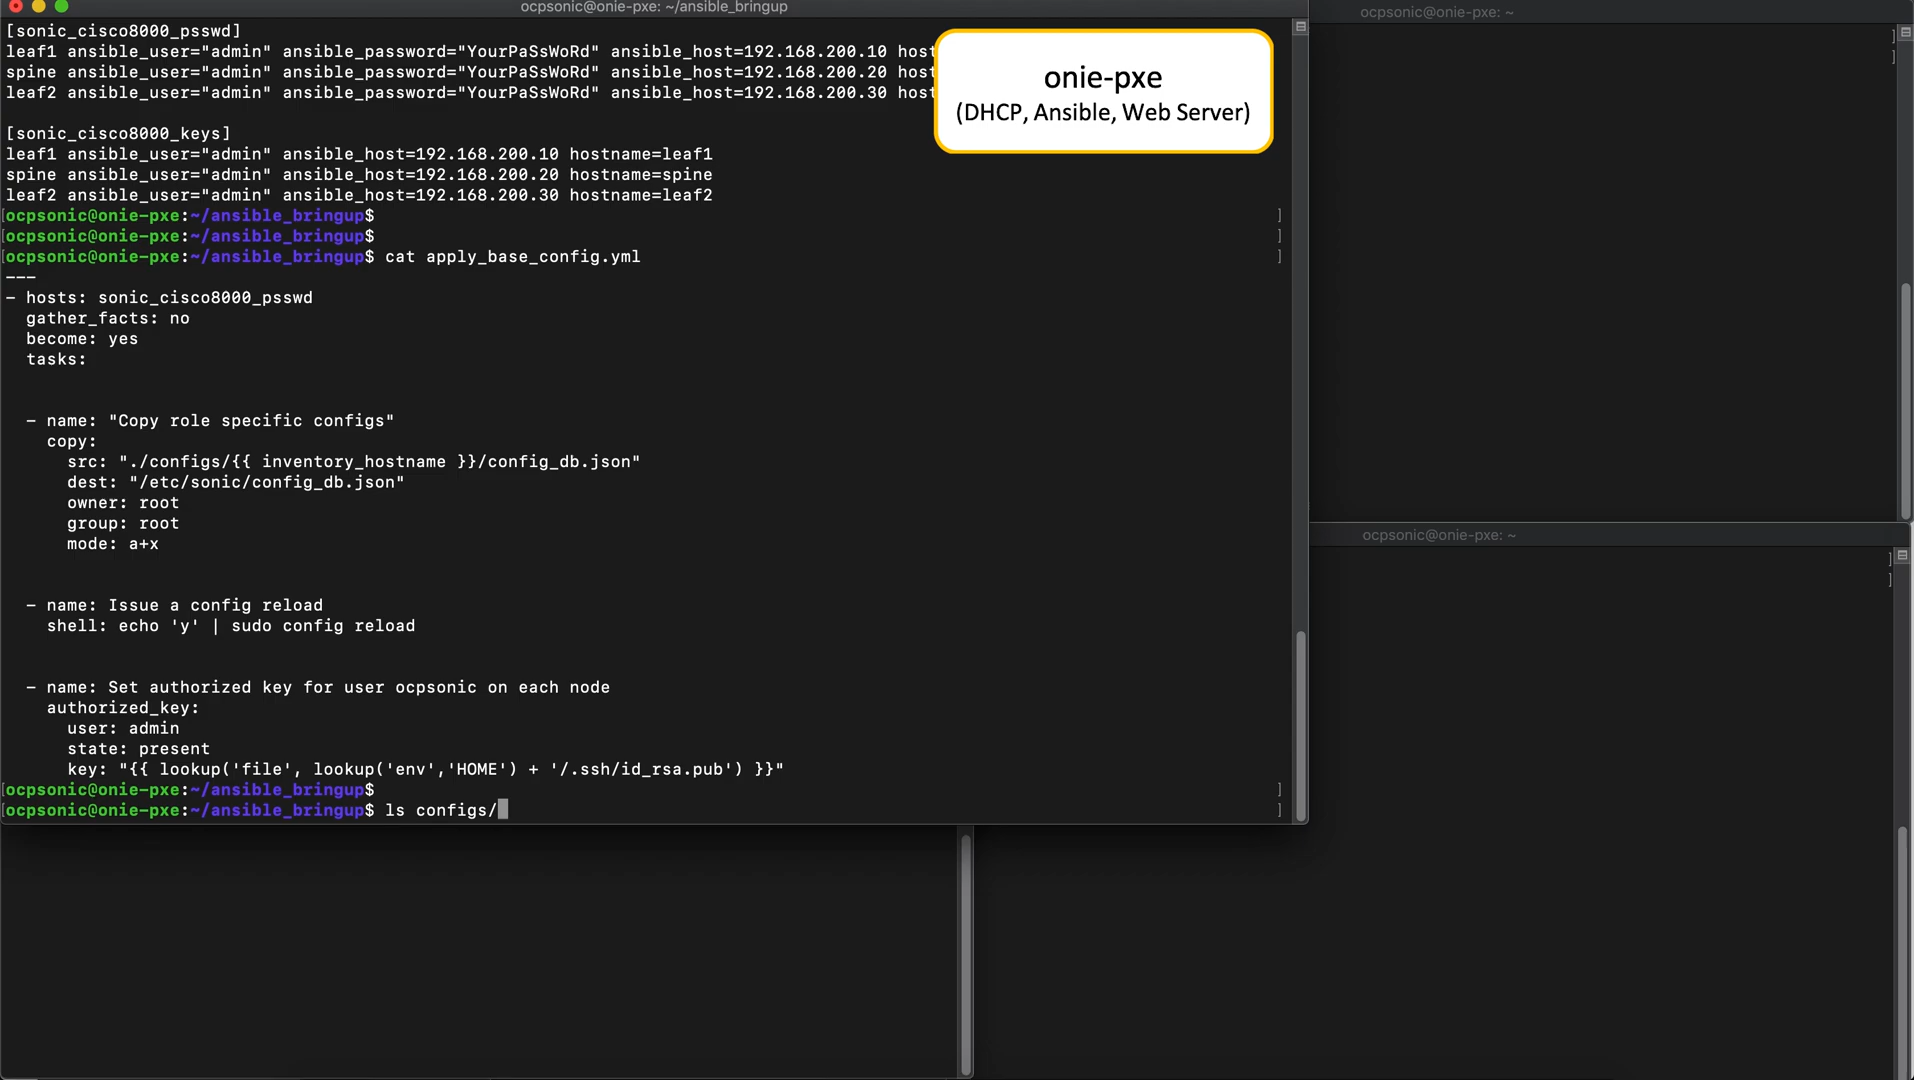 ocpsonic@onie-pxe: ~/ansible_bringup
ocpsonic@onie-pxe: ~
[sonic_cisco8000_psswd]
leaf1 ansible_user="admin" ansible_password="YourPaSsWoRd" ansible_host=192.168.200.10 host
spine ansible_user="admin" ansible_password="YourPaSsWoRd" ansible_host=192.168.200.20 host
leaf2 ansible_user="admin" ansible_password="YourPaSsWoRd" ansible_host=192.168.200.30 host
onie-pxe
(DHCP, Ansible, Web Server)
[sonic_cisco8000_keys]
leaf1 ansible_user="admin" ansible_host=192.168.200.10 hostname=leaf1
spine ansible_user="admin" ansible_host=192.168.200.20 hostname=spine
leaf2 ansible_user="admin" ansible_host=192.168.200.30 hostname=leaf2
[ocpsonic@onie-pxe:~/ansible_bringup$ ]
[ocpsonic@onie-pxe:~/ansible_bringup$ ]
[ocpsonic@onie-pxe:~/ansible_bringup$ cat apply_base_config.yml ]
---
- hosts: sonic_cisco8000_psswd
  gather_facts: no
  become: yes
  tasks:
  - name: "Copy role specific configs"
    copy:
      src: "./configs/{{ inventory_hostname }}/config_db.json"
      dest: "/etc/sonic/config_db.json"
      owner: root
      group: root
      mode: a+x
  - name: Issue a config reload
    shell: echo 'y' | sudo config reload
  - name: Set authorized key for user ocpsonic on each node
    authorized_key:
      user: admin
      state: present
      key: "{{ lookup('file', lookup('env','HOME') + '/.ssh/id_rsa.pub') }}"
[ocpsonic@onie-pxe:~/ansible_bringup$ ]
[ocpsonic@onie-pxe:~/ansible_bringup$ ls configs/ ]
ocpsonic@onie-pxe: ~